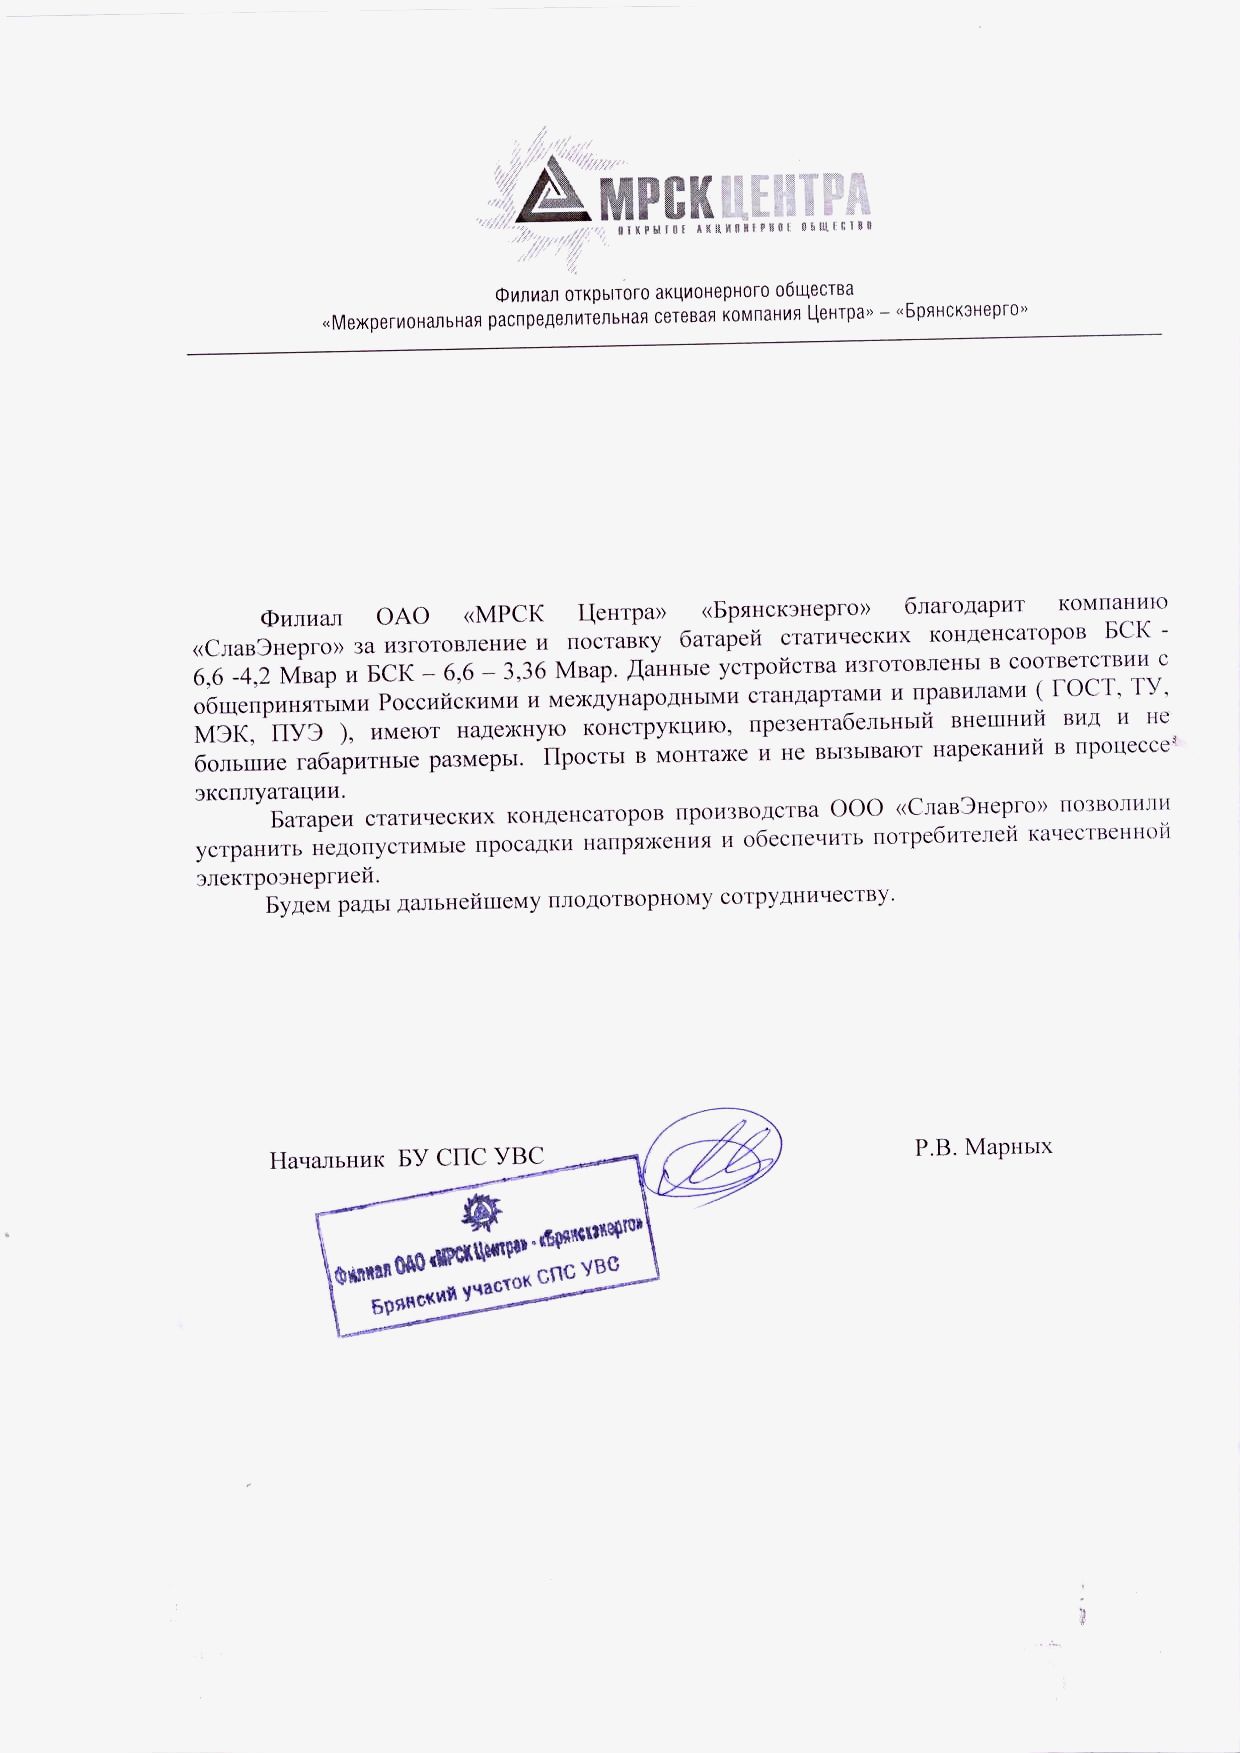 МРСК ЦЕНТРА
ОТКРЫТОЕ АКЦИОНЕРНОЕ ОБЩЕСТВО
Филиал открытого акционерного общества
«Межрегиональная распределительная сетевая компания Центра» – «Брянскэнерго»
Филиал ОАО «МРСК Центра» «Брянскэнерго» благодарит компанию
«СлавЭнерго» за изготовление и поставку батарей статических конденсаторов БСК -
6,6 -4,2 Мвар и БСК – 6,6 – 3,36 Мвар. Данные устройства изготовлены в соответствии с
общепринятыми Российскими и международными стандартами и правилами ( ГОСТ, ТУ,
МЭК, ПУЭ ), имеют надежную конструкцию, презентабельный внешний вид и не
большие габаритные размеры. Просты в монтаже и не вызывают нареканий в процессе
эксплуатации.
Батареи статических конденсаторов производства ООО «СлавЭнерго» позволили
устранить недопустимые просадки напряжения и обеспечить потребителей качественной
электроэнергией.
Будем рады дальнейшему плодотворному сотрудничеству.
Начальник БУ СПС УВС Р.В. Марных
Филиал ОАО «МРСК Центра» - «Брянскэнерго»
Брянский участок СПС УВС